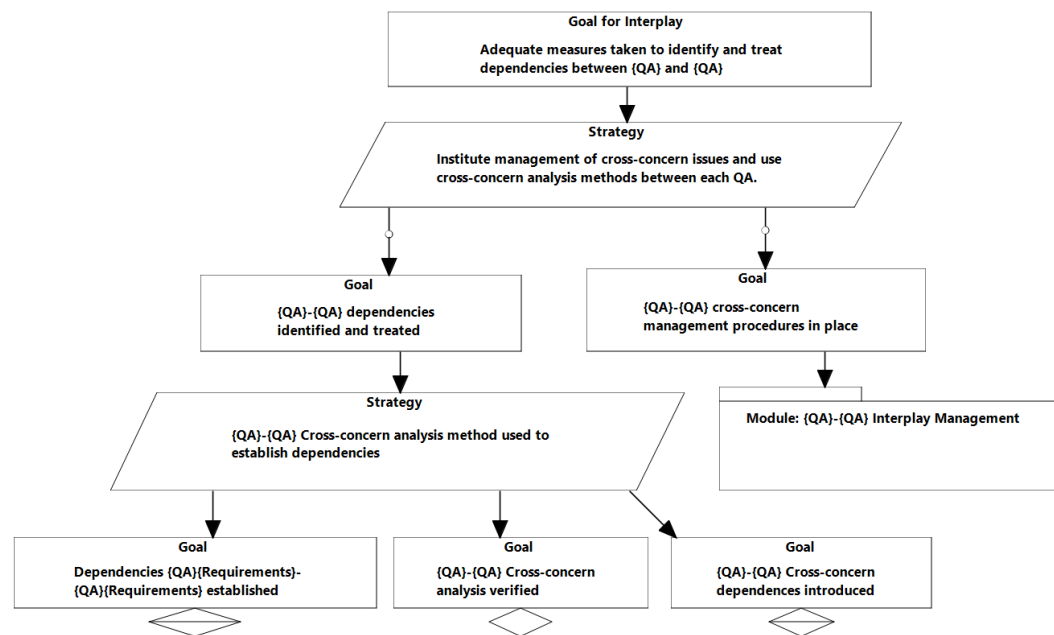 Goal for Interplay
Adequate measures taken to identify and treat
dependencies between {QA} and {QA}
Strategy
Institute management of cross-concern issues and use
cross-concern analysis methods between each QA.
Goal
{QA}-{QA} dependencies
identified and treated
Goal
{QA}-{QA} cross-concern
management procedures in place
Strategy
{QA}-{QA} Cross-concern analysis method used to
establish dependencies
Module: {QA}-{QA} Interplay Management
Goal
Dependencies {QA}{Requirements}-
{QA}{Requirements} established
Goal
{QA}-{QA} Cross-concern
analysis verified
Goal
{QA}-{QA} Cross-concern
dependences introduced